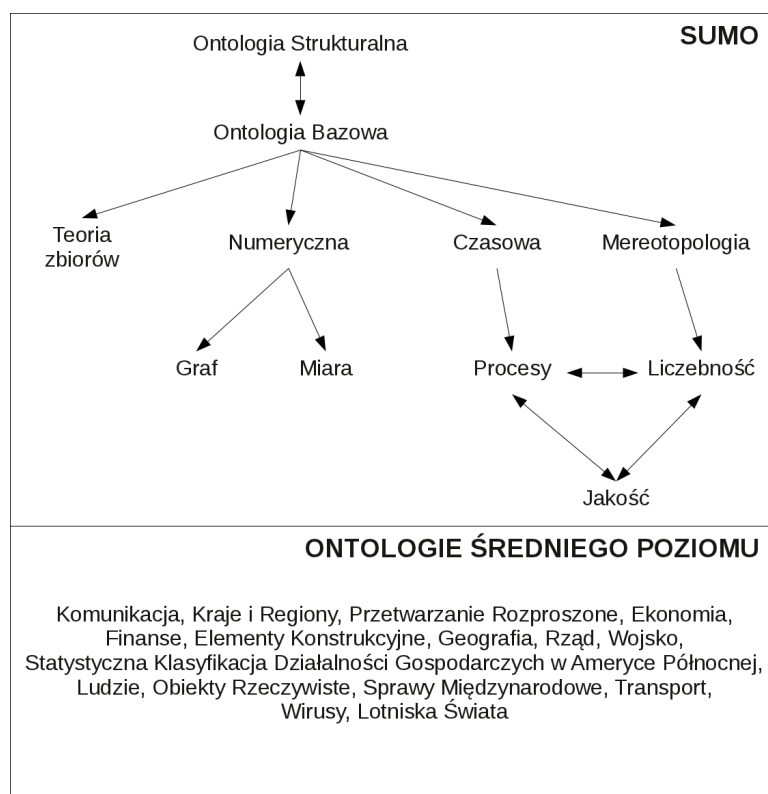 SUMO
Ontologia Strukturalna
Ontologia Bazowa
Teoria
zbiorów
Numeryczna
Czasowa
Mereotopologia
Graf
Miara
Procesy
Liczebność
Jakość
ONTOLOGIE ŚREDNIEGO POZIOMU
Komunikacja, Kraje i Regiony, Przetwarzanie Rozproszone, Ekonomia,
Finanse, Elementy Konstrukcyjne, Geografia, Rząd, Wojsko,
Statystyczna Klasyfikacja Działalności Gospodarczych w Ameryce Północnej,
Ludzie, Obiekty Rzeczywiste, Sprawy Międzynarodowe, Transport,
Wirusy, Lotniska Świata